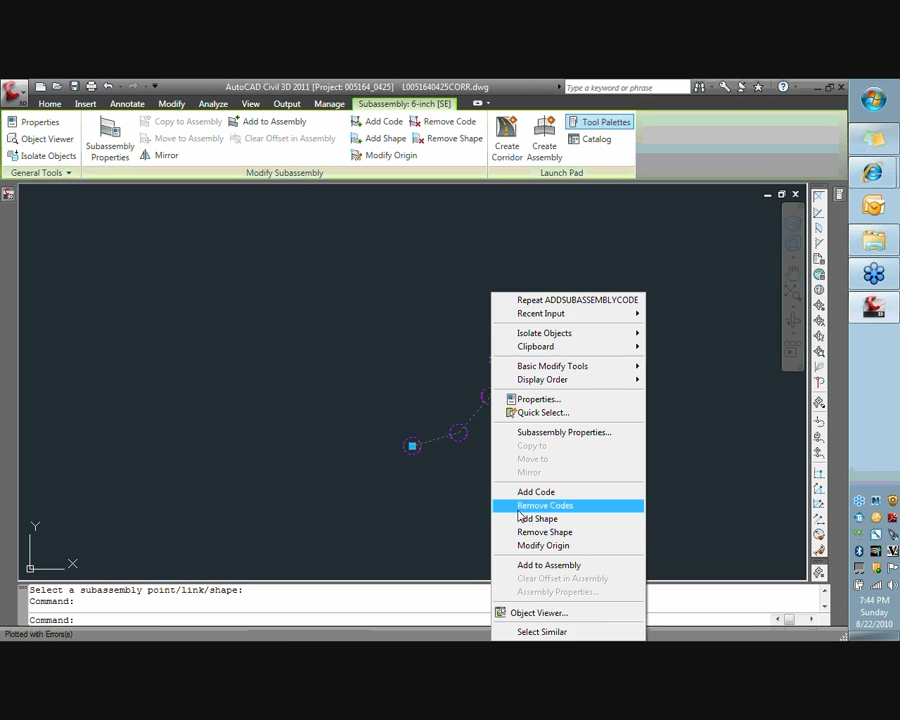 AutoCAD Civil 3D 2011 [Project: 005164_0425] L0051640425CORR.dwg
Type a keyword or phrase
Home Insert Annotate Modify Analyze View Output Manage Subassembly: 6-inch [SE]
Properties
Object Viewer
Isolate Objects
General Tools
Subassembly
Properties
Copy to Assembly
Move to Assembly
Mirror
Add to Assembly
Clear Offset in Assembly
Add Code
Remove Code
Add Shape
Remove Shape
Modify Origin
Modify Subassembly
Create
Corridor
Create
Assembly
Tool Palettes
Catalog
Launch Pad
Repeat ADDSUBASSEMBLYCODE
Recent Input
Isolate Objects
Clipboard
Basic Modify Tools
Display Order
Properties...
Quick Select...
Subassembly Properties...
Copy to
Move to
Mirror
Add Code
Remove Codes
Add Shape
Remove Shape
Modify Origin
Add to Assembly
Clear Offset in Assembly
Assembly Properties...
Object Viewer...
Select Similar
Y
X
Select a subassembly point/link/shape:
Command:
Command:
Plotted with Errors(s)
7:44 PM
Sunday
8/22/2010